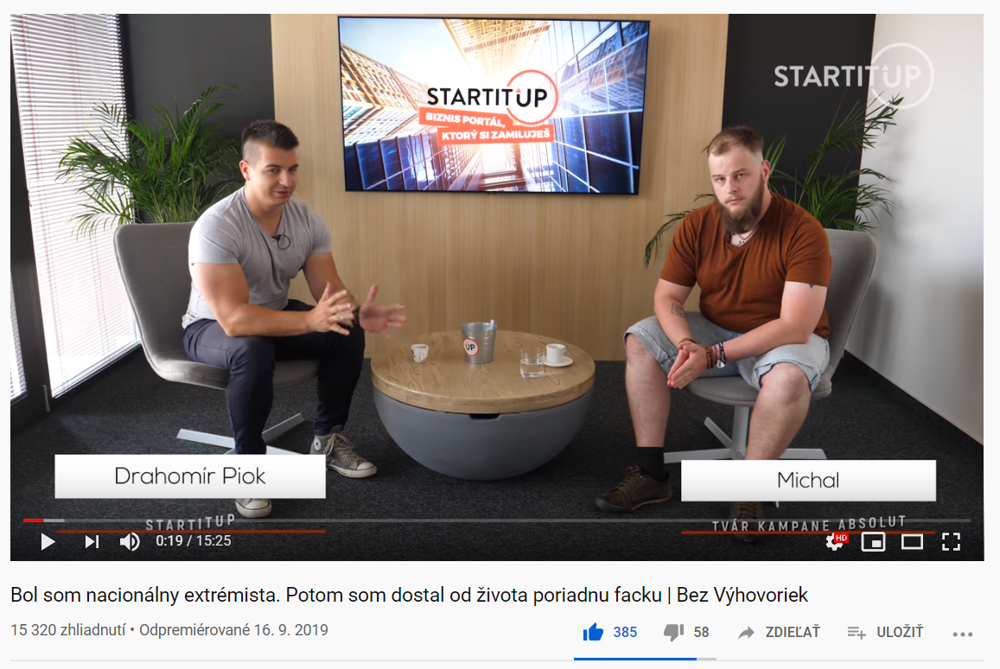 STARTITUP
BIZNIS PORTÁL,
KTORÝ SI ZAMILUJEŠ
STARTITUP
UP
Drahomír Piok
STARTITUP
Michal
TVÁR KAMPANE ABSOLUT
0:19 / 15:25
HD
Bol som nacionálny extrémista. Potom som dostal od života poriadnu facku | Bez Výhovoriek
15 320 zhliadnutí • Odpremiérované 16. 9. 2019
385
58
ZDIEĽAŤ
ULOŽIŤ